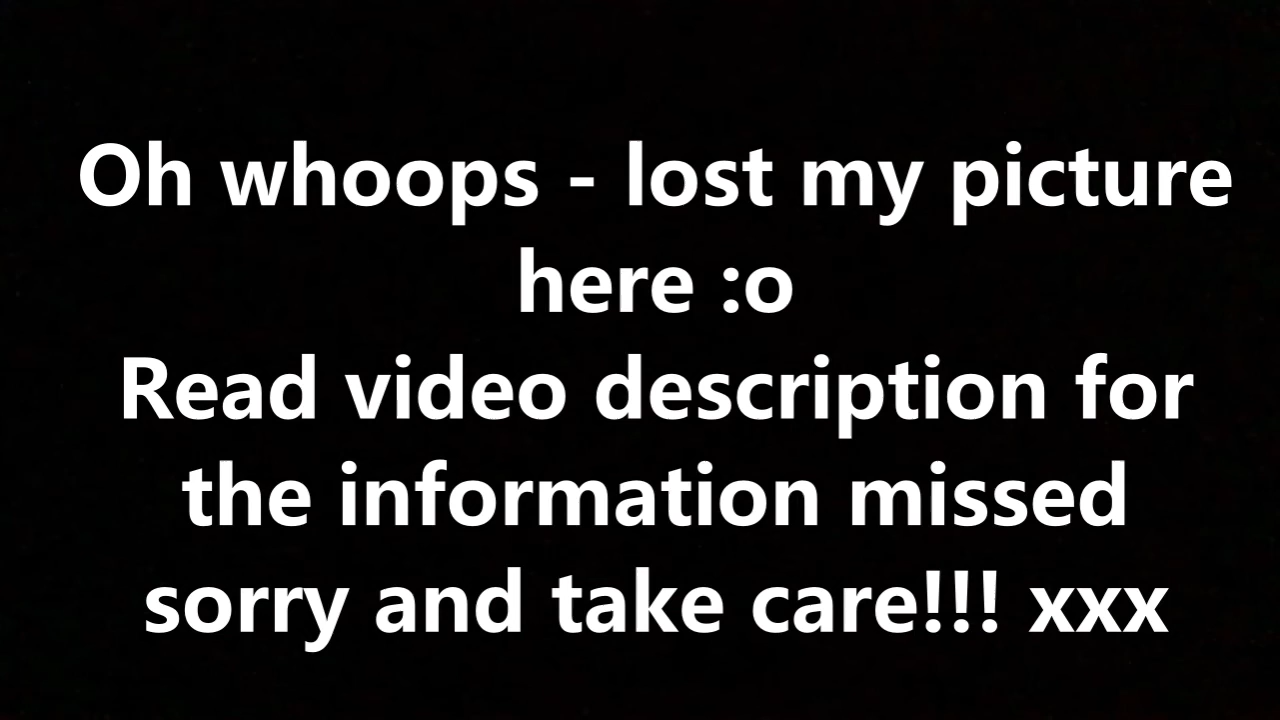 Oh whoops - lost my picture
here :o
Read video description for
the information missed
sorry and take care!!! xxx